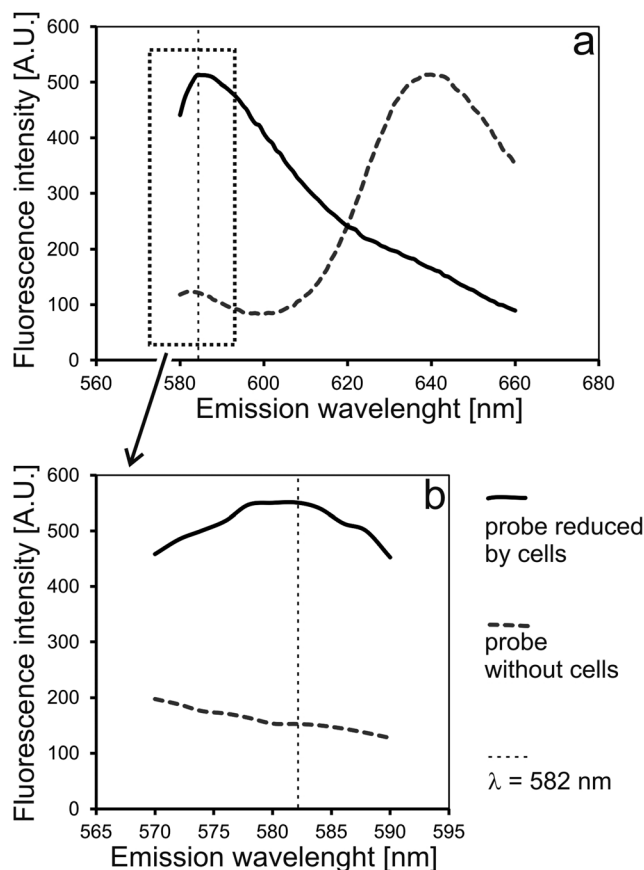 a
Fluorescence intensity [A.U.]
600
500
400
300
200
100
0
560
580
600
620
640
660
680
Emission wavelenght [nm]
b
Fluorescence intensity [A.U.]
600
500
400
300
200
100
0
565
570
575
580
585
590
595
Emission wavelenght [nm]
probe reduced
by cells
probe
without cells
λ = 582 nm